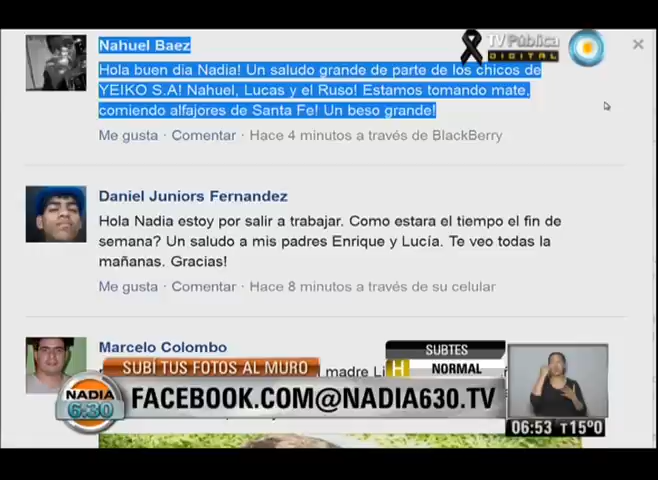 Nahuel Baez
Hola buen dia Nadia! Un saludo grande de parte de los chicos de
YEIKO S.A! Nahuel, Lucas y el Ruso! Estamos tomando mate,
comiendo alfajores de Santa Fe! Un beso grande!
Me gusta · Comentar · Hace 4 minutos a través de BlackBerry
TV Pública
DIGITAL
Daniel Juniors Fernandez
Hola Nadia estoy por salir a trabajar. Como estara el tiempo el fin de
semana? Un saludo a mis padres Enrique y Lucía. Te veo todas la
mañanas. Gracias!
Me gusta · Comentar · Hace 8 minutos a través de su celular
Marcelo Colombo
madre
SUBÍ TUS FOTOS AL MURO
SUBTES
H NORMAL
NADIA
6:30
FACEBOOK.COM@NADIA630.TV
06:53 T15º0